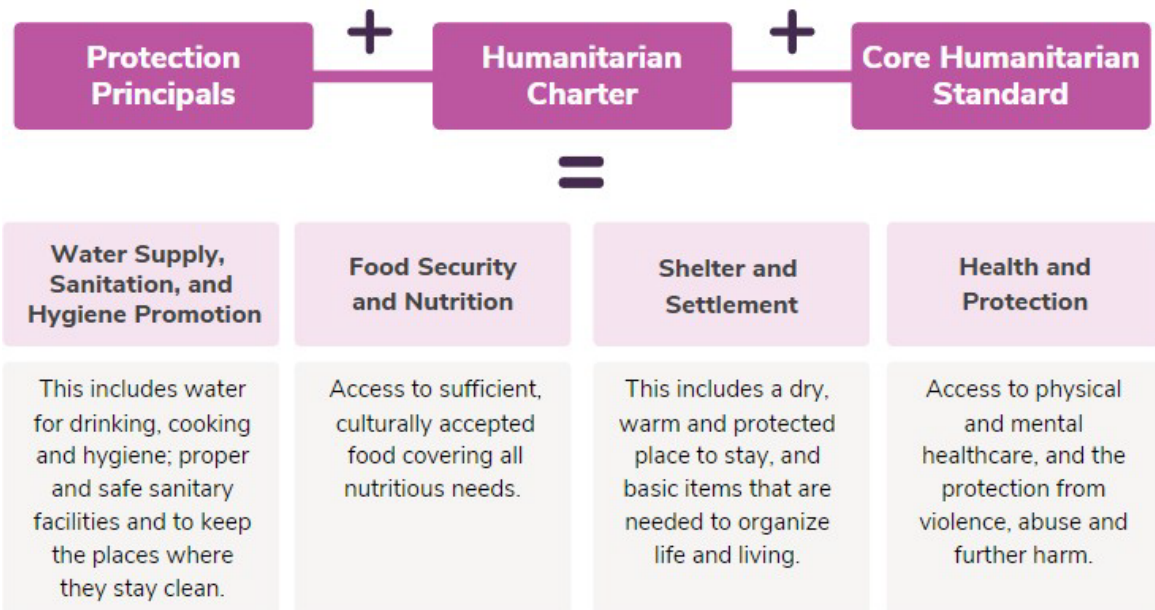 Protection
Principals
+
Humanitarian
Charter
+
Core Humanitarian
Standard
=
Water Supply,
Sanitation, and
Hygiene Promotion
Food Security
and Nutrition
Shelter and
Settlement
Health and
Protection
This includes water
for drinking, cooking
and hygiene; proper
and safe sanitary
facilities and to keep
the places where
they stay clean.
Access to sufficient,
culturally accepted
food covering all
nutritious needs.
This includes a dry,
warm and protected
place to stay, and
basic items that are
needed to organize
life and living.
Access to physical
and mental
healthcare, and the
protection from
violence, abuse and
further harm.